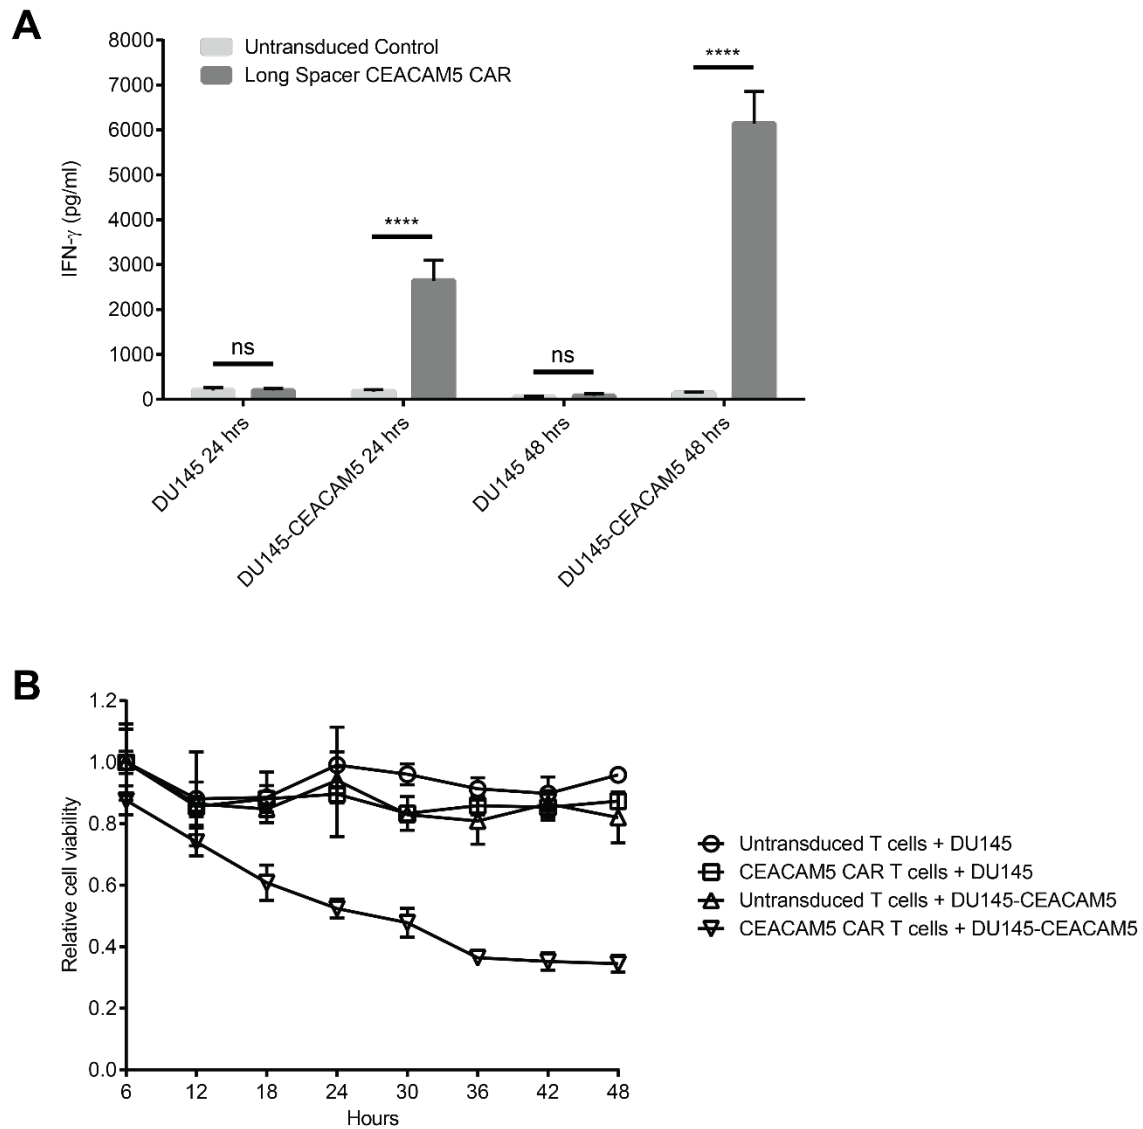 A
8000
7000
6000
5000
4000
3000
2000
1000
0
IFN-γ (pg/ml)
Untransduced Control
Long Spacer CEACAM5 CAR
ns
****
ns
****
DU145 24 hrs
DU145-CEACAM5 24 hrs
DU145 48 hrs
DU145-CEACAM5 48 hrs
B
1.2
1.0
0.8
0.6
0.4
0.2
0.0
Relative cell viability
6 12 18 24 30 36 42 48
Hours
Untransduced T cells + DU145
CEACAM5 CAR T cells + DU145
Untransduced T cells + DU145-CEACAM5
CEACAM5 CAR T cells + DU145-CEACAM5